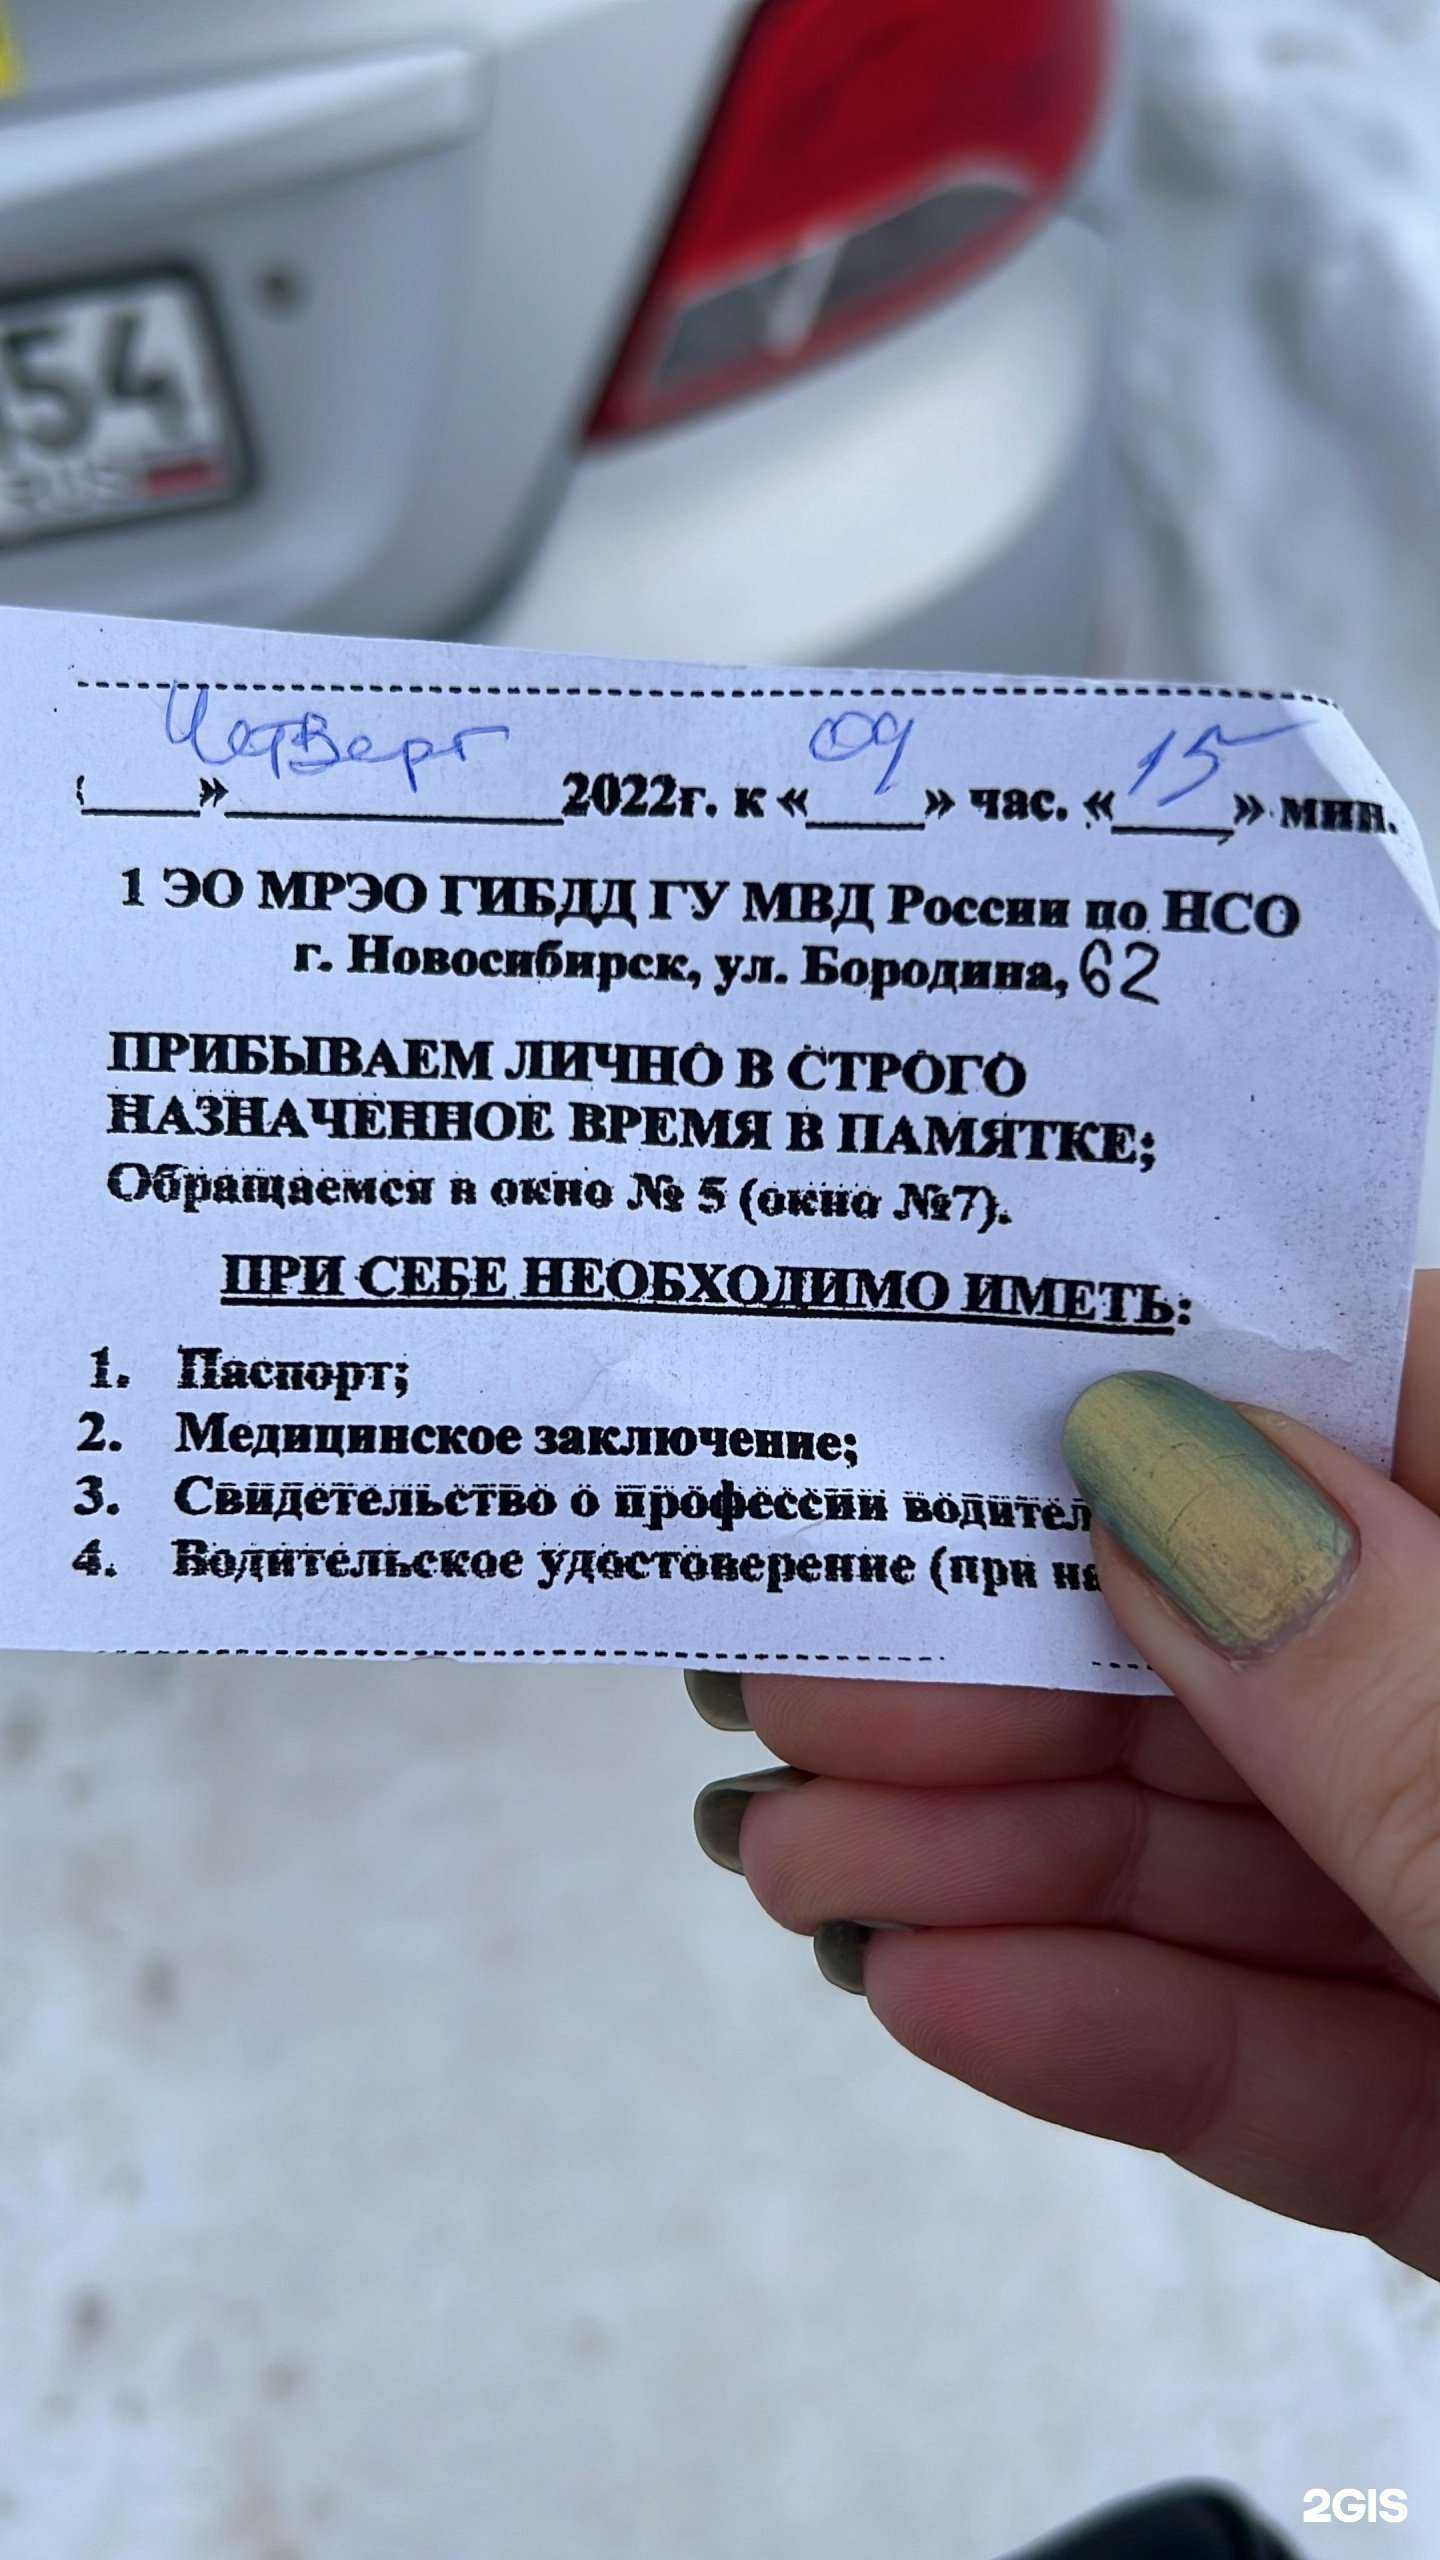 54
RUS
Четверг 09 15
« » 2022г. к « » час. « » мин.
1 ЭО МРЭО ГИБДД ГУ МВД России по НСО
г. Новосибирск, ул. Бородина, 62
ПРИБЫВАЕМ ЛИЧНО В СТРОГО
НАЗНАЧЕННОЕ ВРЕМЯ В ПАМЯТКЕ;
Обращаемся в окно № 5 (окно №7).
ПРИ СЕБЕ НЕОБХОДИМО ИМЕТЬ:
1. Паспорт;
2. Медицинское заключение;
3. Свидетельство о профессии водител
4. Водительское удостоверение (при на
2GIS